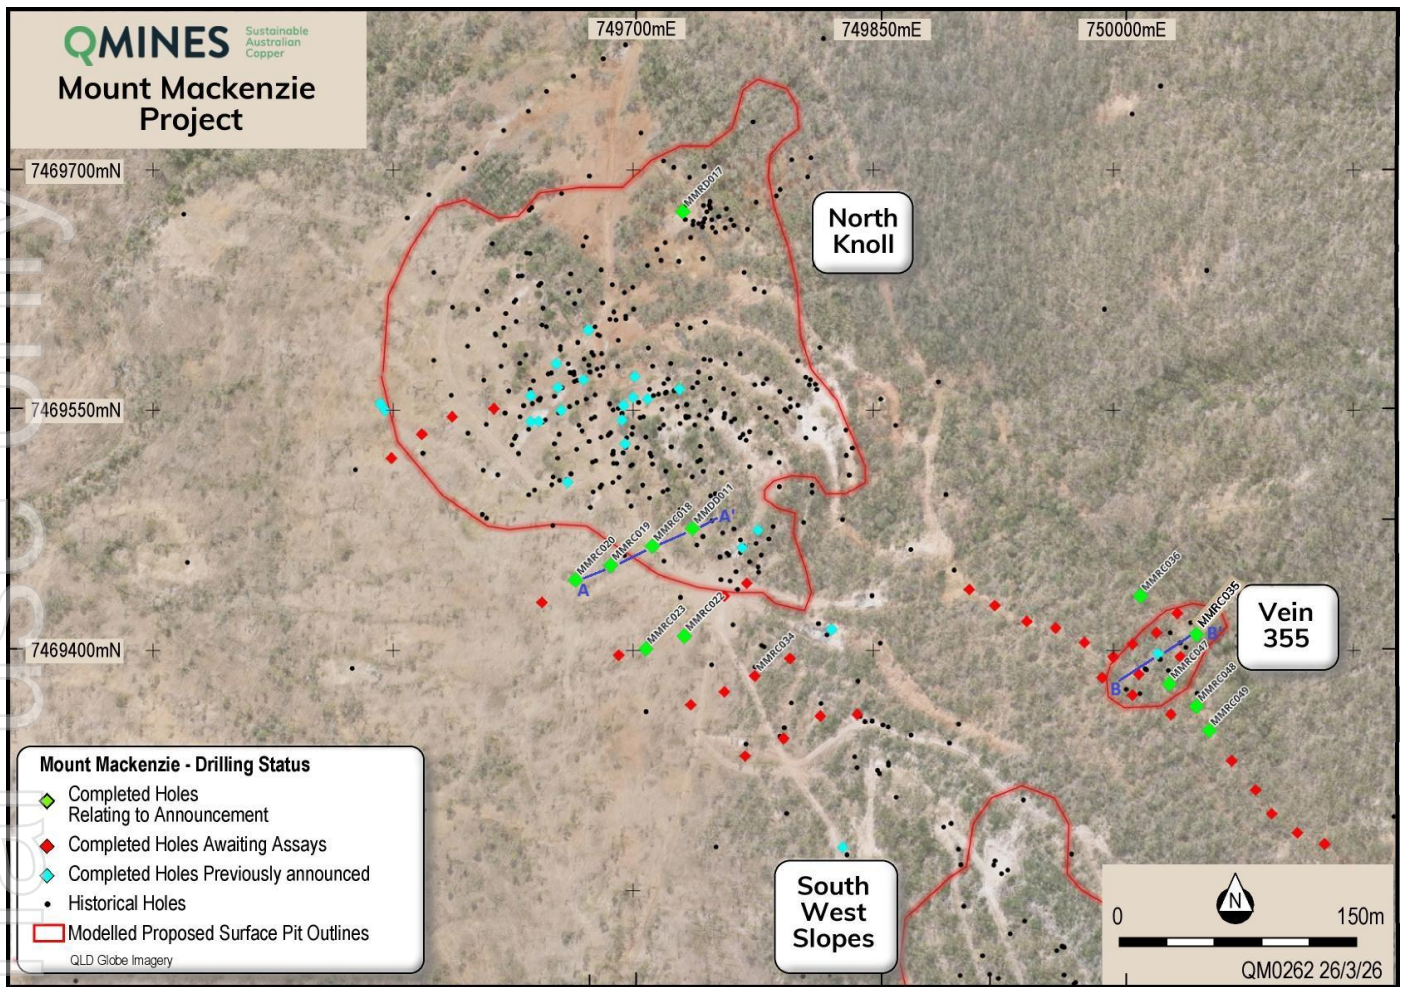 QMINES
Sustainable
Australian
Copper
Mount Mackenzie
Project
749700mE
749850mE
750000mE
7469700mN
7469550mN
7469400mN
MMRD017
North
Knoll
MMRC020
MMRC019
MMRC018
MMDD011
A
A'
MMRC023
MMRC022
MMRC034
MMRC036
MMRC035
MMRC047
MMRC048
MMRC049
B
B'
Vein
355
South
West
Slopes
Mount Mackenzie - Drilling Status
Completed Holes
Relating to Announcement
Completed Holes Awaiting Assays
Completed Holes Previously announced
Historical Holes
Modelled Proposed Surface Pit Outlines
QLD Globe Imagery
N
0
150m
QM0262 26/3/26